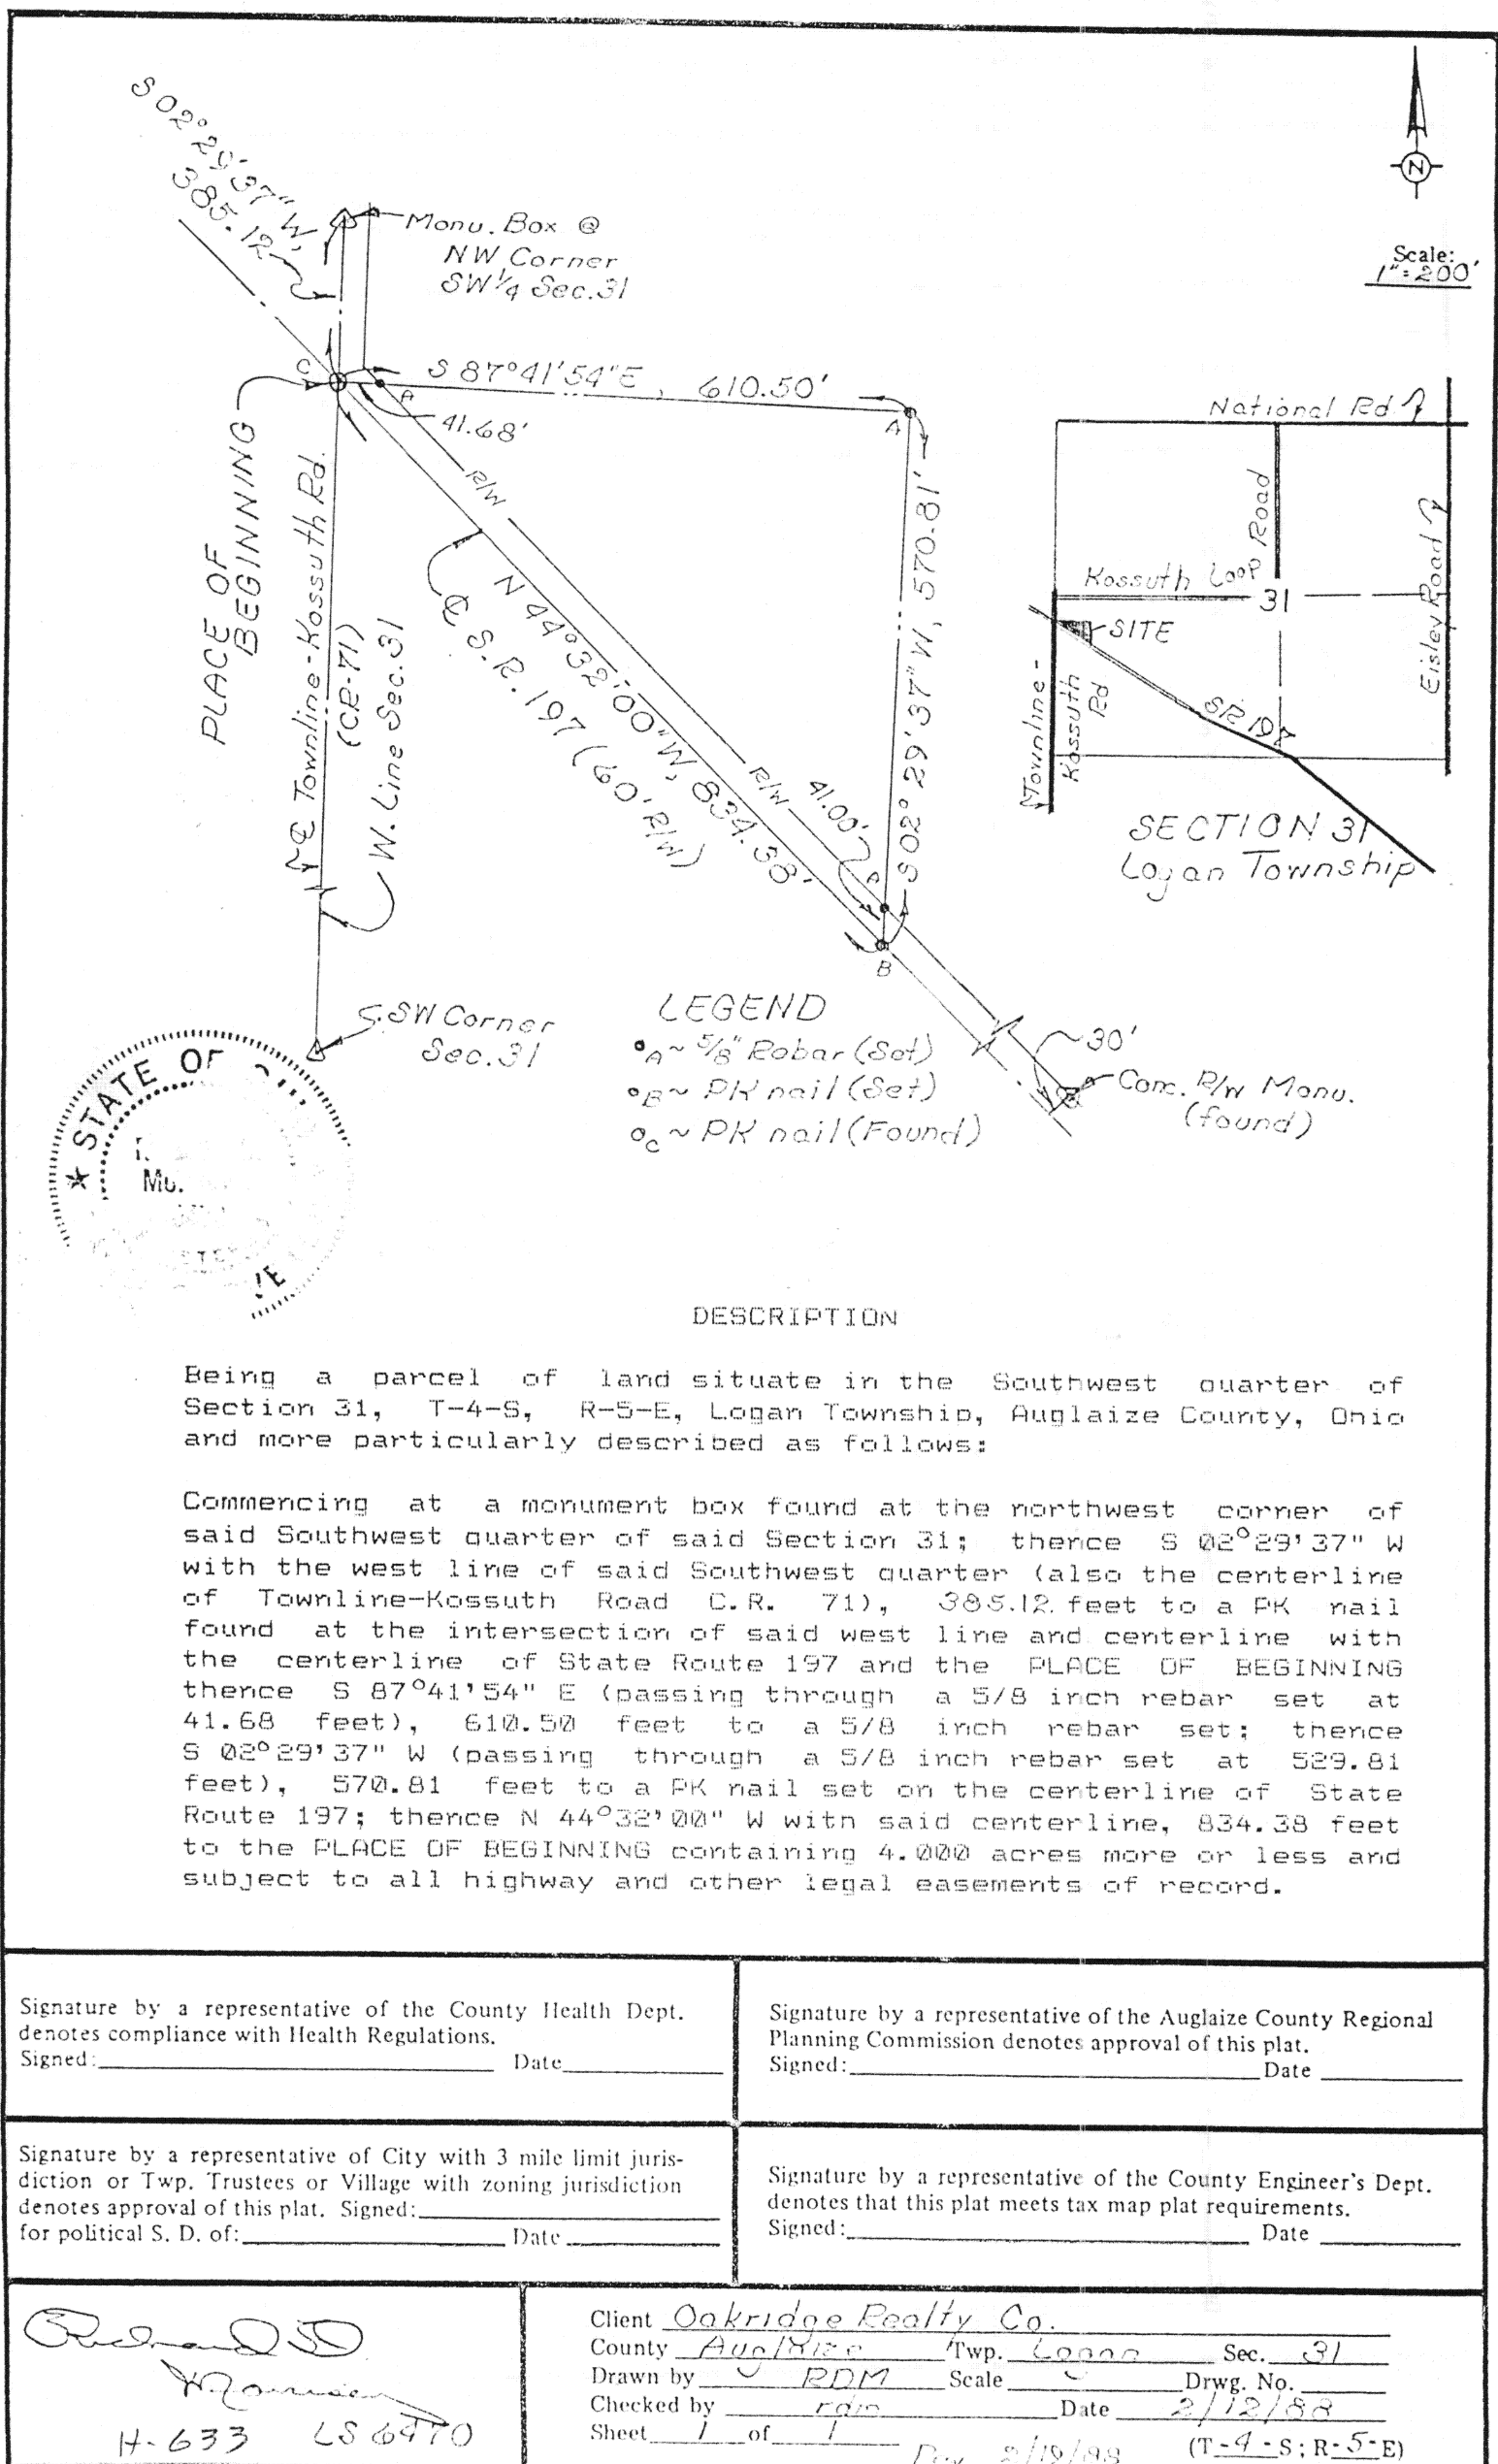 S 02° 29' 37" W,
385.12
Monu. Box @
NW Corner
SW 1/4 Sec. 31
N
Scale:
1" = 200'
C
S 87° 41' 54" E, 610.50'
A
A
41.68'
PLACE OF
BEGINNING
℄ Townline-Kossuth Rd.
(CR-71)
W. Line Sec. 31
R/W
℄ S.R. 197 (60' R/W)
N 44° 32' 00" W, 834.38'
R/W
41.00'
A
S 02° 29' 37" W, 570.81'
B
National Rd
Road
Kossuth Loop
31
SITE
Eisley Road
Townline-
Kossuth
Rd
SR 197
SECTION 31
Logan Township
SW Corner
Sec. 31
LEGEND
A ~ 5/8" Rebar (Set)
B ~ PK nail (Set)
C ~ PK nail (Found)
30'
Conc. R/W Monu.
(found)
★ STATE OF
DESCRIPTION
Being a parcel of land situate in the Southwest quarter of
Section 31, T-4-S, R-5-E, Logan Township, Auglaize County, Ohio
and more particularly described as follows:
Commencing at a monument box found at the northwest corner of
said Southwest quarter of said Section 31; thence S 02°29'37" W
with the west line of said Southwest quarter (also the centerline
of Townline-Kossuth Road C.R. 71), 385.12 feet to a PK nail
found at the intersection of said west line and centerline with
the centerline of State Route 197 and the PLACE OF BEGINNING
thence S 87°41'54" E (passing through a 5/8 inch rebar set at
41.68 feet), 610.50 feet to a 5/8 inch rebar set; thence
S 02°29'37" W (passing through a 5/8 inch rebar set at 529.81
feet), 570.81 feet to a PK nail set on the centerline of State
Route 197; thence N 44°32'00" W with said centerline, 834.38 feet
to the PLACE OF BEGINNING containing 4.000 acres more or less and
subject to all highway and other legal easements of record.
Signature by a representative of the County Health Dept.
denotes compliance with Health Regulations.
Signed: Date
Signature by a representative of the Auglaize County Regional
Planning Commission denotes approval of this plat.
Signed: Date
Signature by a representative of City with 3 mile limit juris-
diction or Twp. Trustees or Village with zoning jurisdiction
denotes approval of this plat. Signed:
for political S. D. of: Date
Signature by a representative of the County Engineer's Dept.
denotes that this plat meets tax map plat requirements.
Signed: Date
Richard D
H-633 LS 6470
Client Oakridge Realty Co.
County Auglaize Twp. Logan Sec. 31
Drawn by RDM Scale Drwg. No.
Checked by rdm Date 2/12/88
Sheet 1 of 1
Rev 2/19/88 (T-4-S; R-5-E)